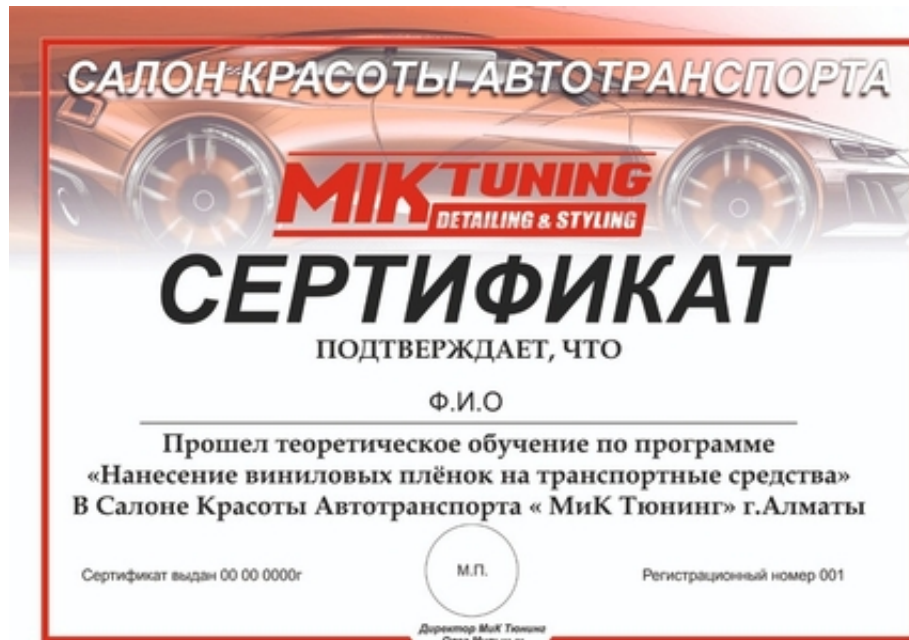 САЛОН КРАСОТЫ АВТОТРАНСПОРТА
MIK TUNING
DETAILING & STYLING
СЕРТИФИКАТ
ПОДТВЕРЖДАЕТ, ЧТО
Ф.И.О
Прошел теоретическое обучение по программе
«Нанесение виниловых плёнок на транспортные средства»
В Салоне Красоты Автотранспорта « МиК Тюнинг» г.Алматы
Сертификат выдан 00 00 0000г
М.П.
Регистрационный номер 001
Директор МиК Тюнинг